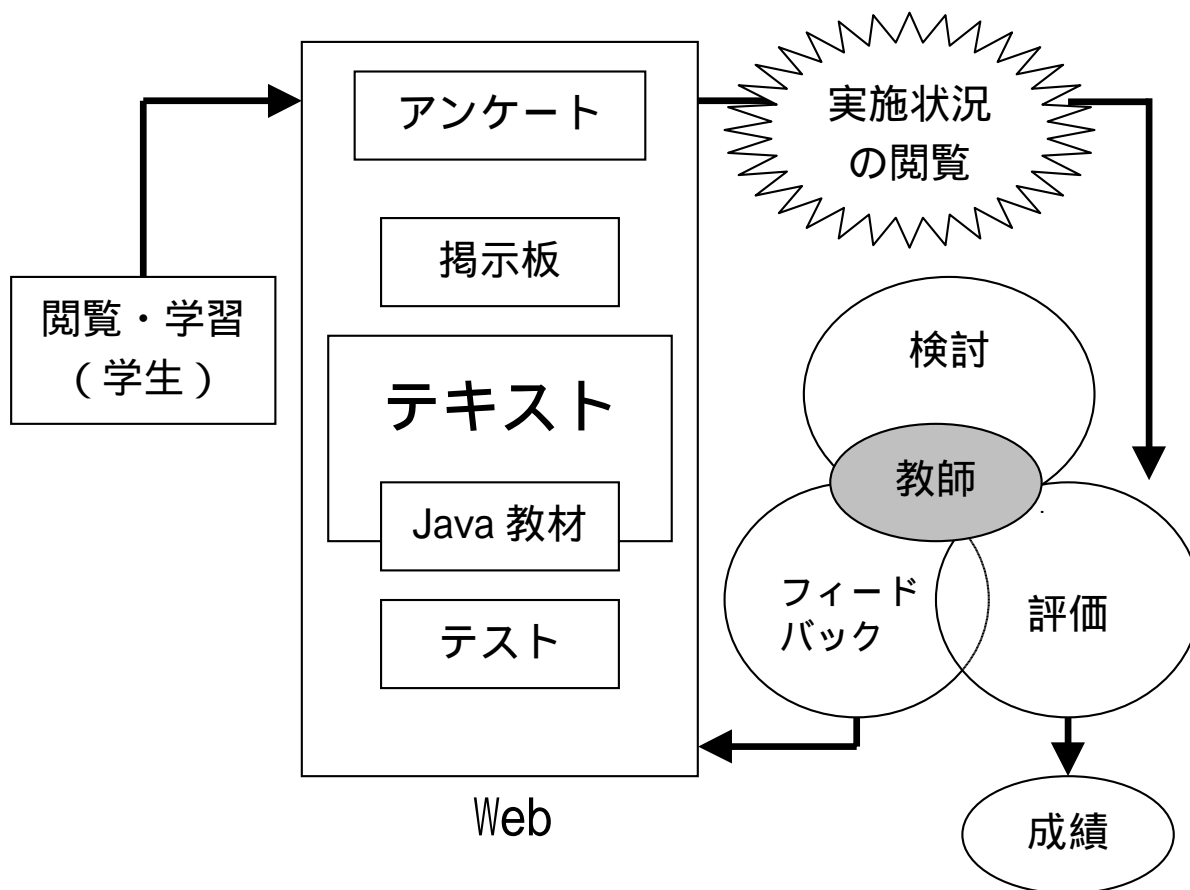 アンケート
実施状況
の閲覧
掲示板
閲覧・学習
（学生）
テキスト
検討
教師
Java 教材
フィード
バック
評価
テスト
Web
成績